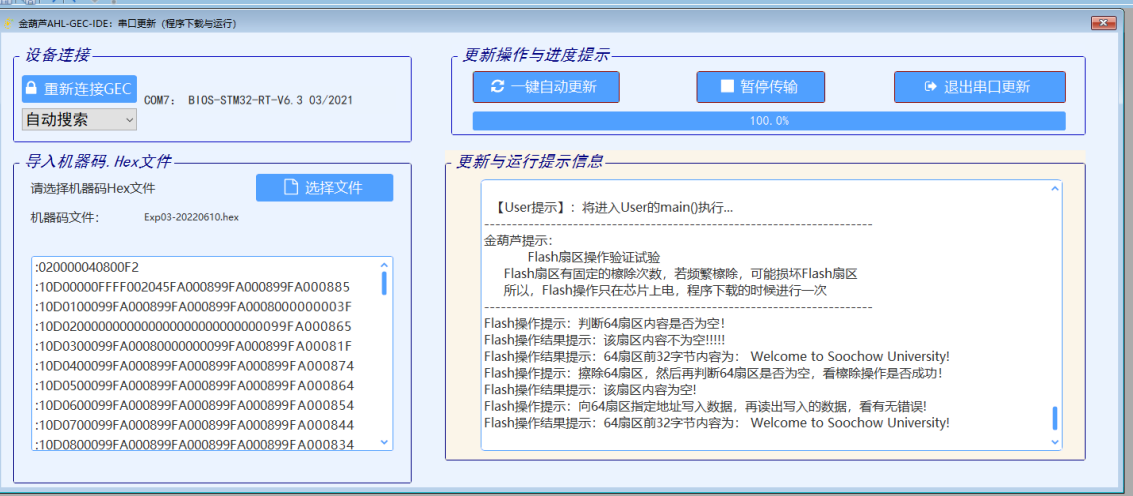 金葫芦AHL-GEC-IDE：串口更新（程序下载与运行）
设备连接
重新连接GEC
COM7： BIOS-STM32-RT-V6.3 03/2021
自动搜索
导入机器码.Hex文件
请选择机器码Hex文件
选择文件
机器码文件：
Exp03-20220610.hex
:020000040800F2
:10D00000FFFF002045FA000899FA000899FA000885
:10D0100099FA000899FA000899FA0008000000003F
:10D02000000000000000000000000000099FA000865
:10D0300099FA00080000000099FA000899FA00081F
:10D0400099FA000899FA000899FA000899FA000874
:10D0500099FA000899FA000899FA000899FA000864
:10D0600099FA000899FA000899FA000899FA000854
:10D0700099FA000899FA000899FA000899FA000844
:10D0800099FA000899FA000899FA000899FA000834
更新操作与进度提示
一键自动更新
暂停传输
退出串口更新
100.0%
更新与运行提示信息
【User提示】：将进入User的main()执行...
---------------------------------------------------------------------
金葫芦提示：
Flash扇区操作验证试验
Flash扇区有固定的檫除次数，若频繁檫除，可能损坏Flash扇区
所以，Flash操作只在芯片上电，程序下载的时候进行一次
---------------------------------------------------------------------
Flash操作提示：判断64扇区内容是否为空！
Flash操作结果提示：该扇区内容不为空!!!!!
Flash操作结果提示：64扇区前32字节内容为： Welcome to Soochow University!
Flash操作提示：擦除64扇区，然后再判断64扇区是否为空，看檫除操作是否成功！
Flash操作结果提示：该扇区内容为空!
Flash操作提示：向64扇区指定地址写入数据，再读出写入的数据，看有无错误!
Flash操作结果提示：64扇区前32字节内容为： Welcome to Soochow University!